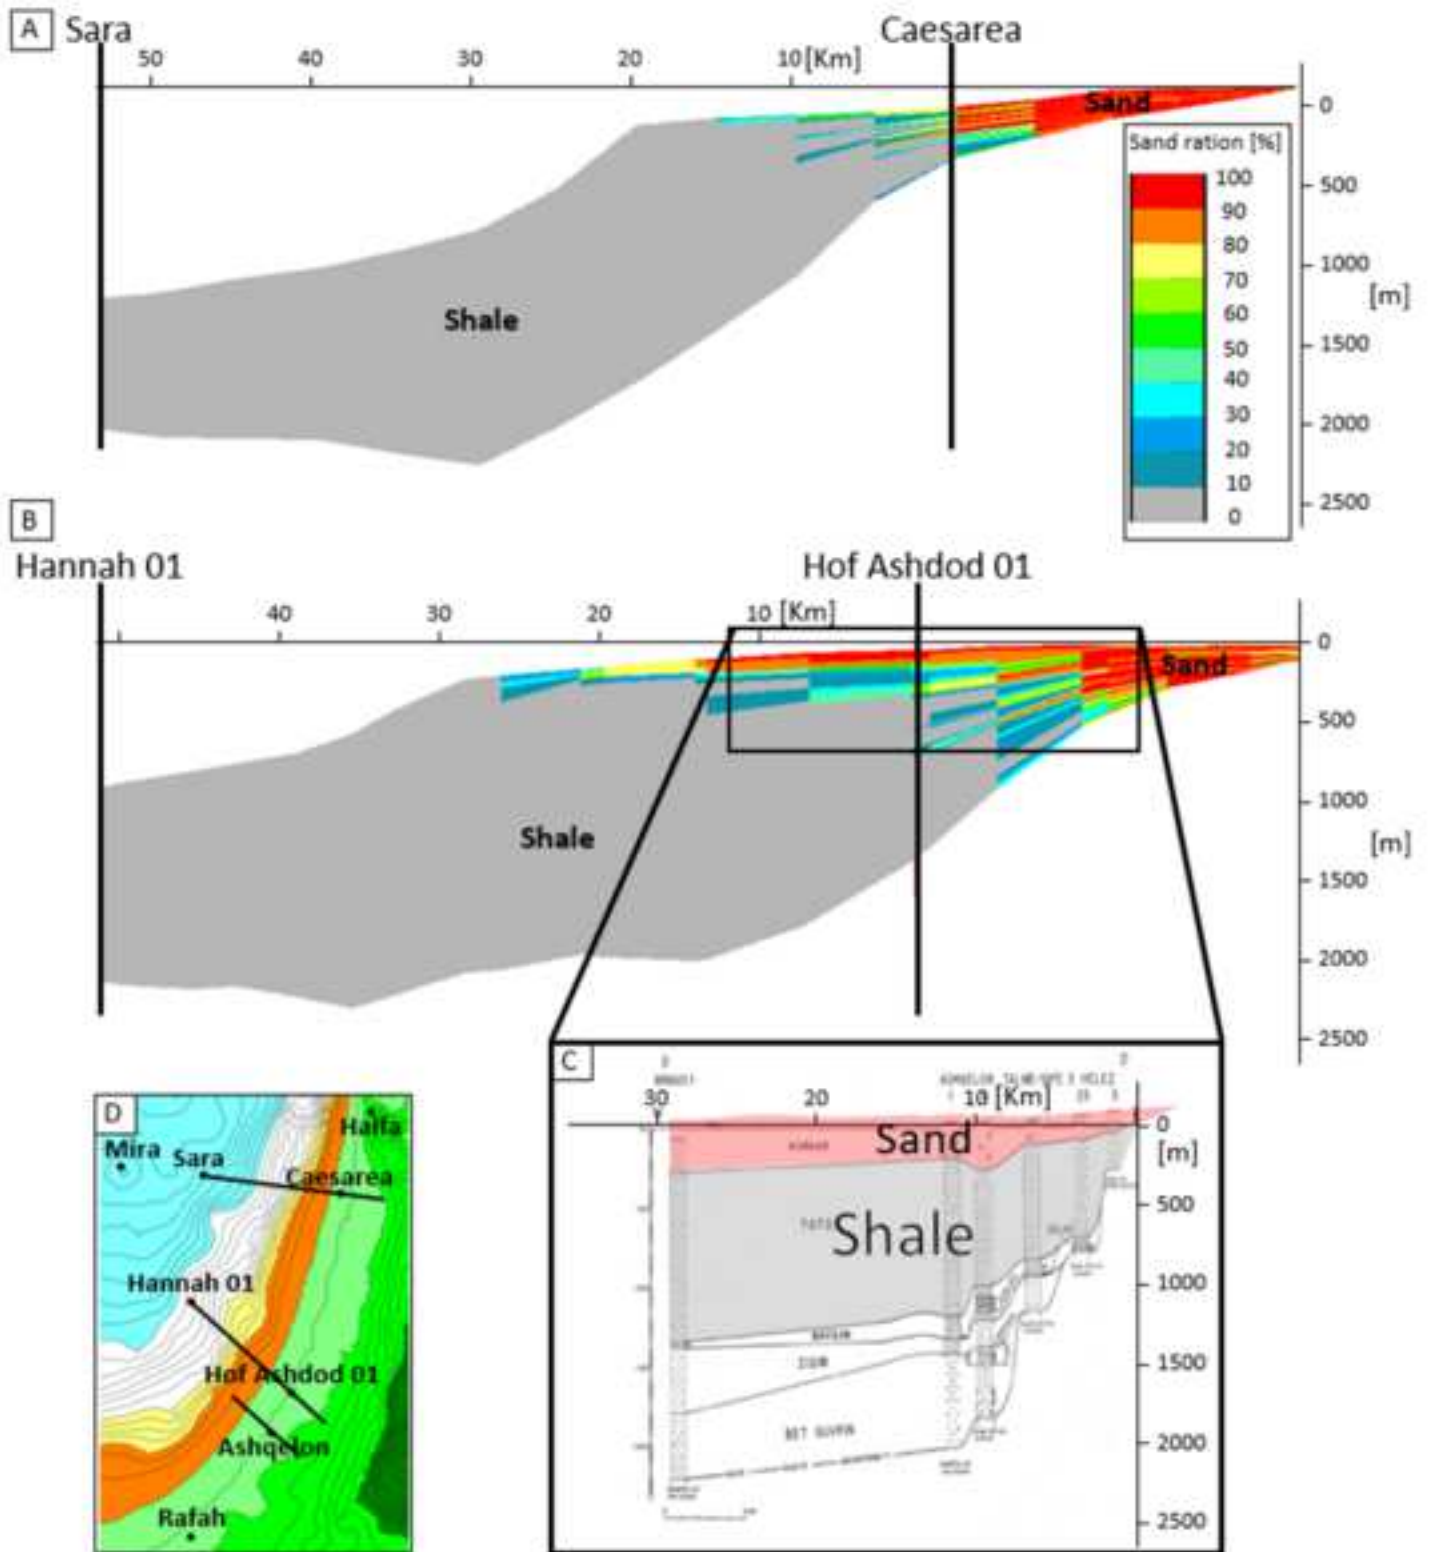 A
Sara
Caesarea
50 40 30 20 10 [Km]
Sand
0
Sand ration [%]
100
90
80
70
60
50
40
30
20
10
0
500
1000
[m]
1500
2000
2500
Shale
B
Hannah 01
Hof Ashdod 01
40 30 20 10 [Km]
0
Sand
500
1000
[m]
1500
2000
2500
Shale
C
30 20 10 [Km]
0
[m]
Sand
Shale
500
1000
1500
2000
2500
BET GUVRIN
D
Haifa
Mira
Sara
Caesarea
Hannah 01
Hof Ashdod 01
Ashqelon
Rafah